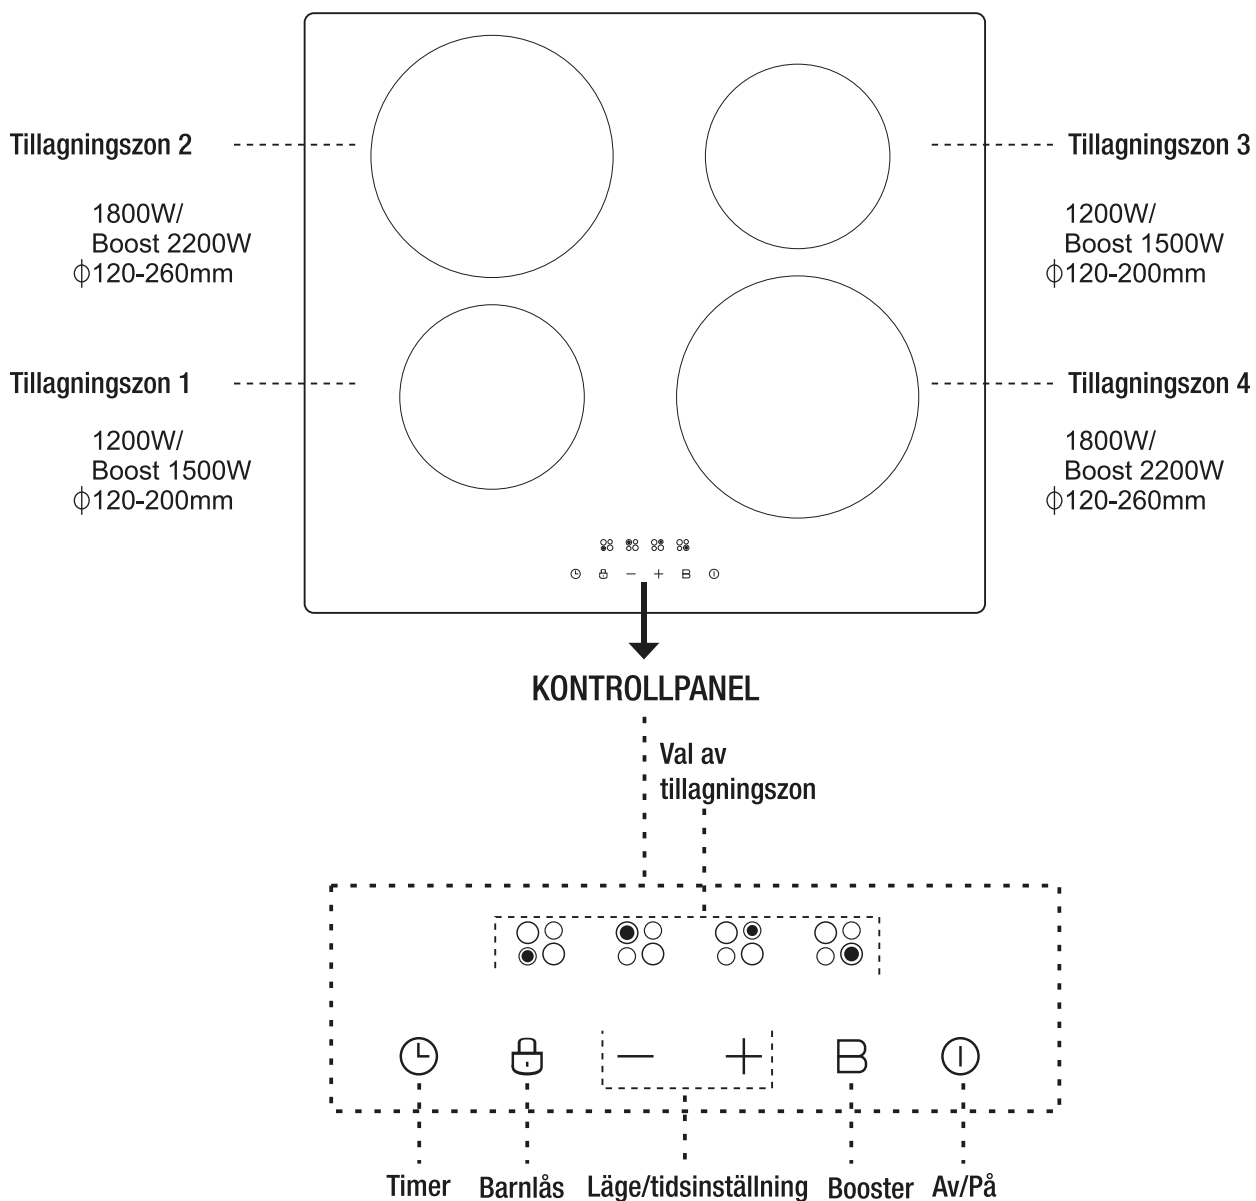 Tillagningszon 2
1800W/
Boost 2200W
ϕ120-260mm
Tillagningszon 1
1200W/
Boost 1500W
ϕ120-200mm
Tillagningszon 3
1200W/
Boost 1500W
ϕ120-200mm
Tillagningszon 4
1800W/
Boost 2200W
ϕ120-260mm
B
KONTROLLPANEL
Val av
tillagningszon
B
Timer
Barnlås
Läge/tidsinställning
Booster
Av/På